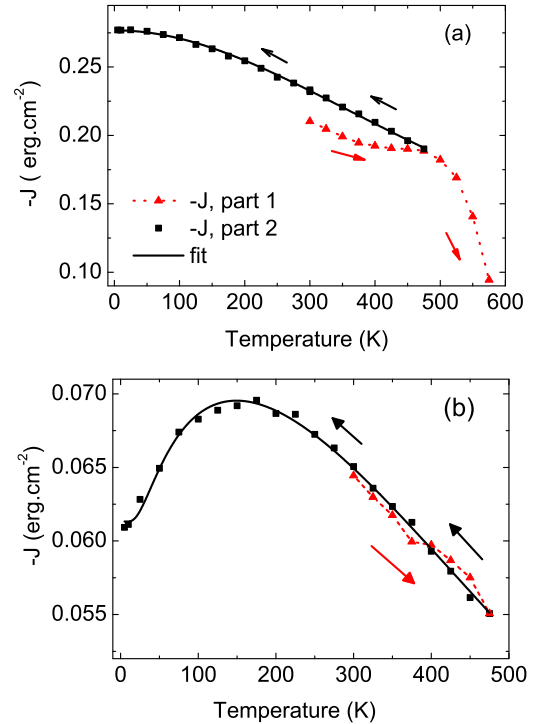 (a)
0.25
0.20
0.15
0.10
-J ( erg.cm-2)
-J, part 1
-J, part 2
fit
0 100 200 300 400 500 600
Temperature (K)
(b)
0.070
0.065
0.060
0.055
-J (erg.cm-2)
0 100 200 300 400 500
Temperature (K)